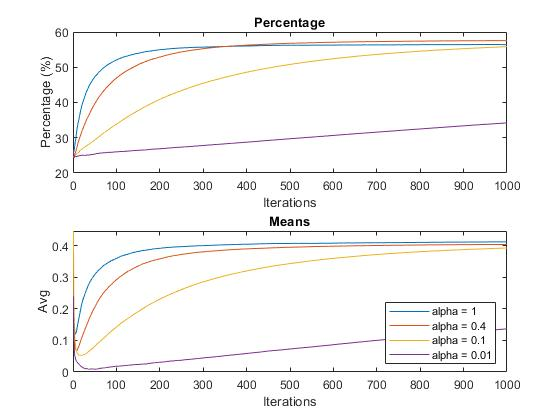 Percentage
60
50
40
30
20
Percentage (%)
0 100 200 300 400 500 600 700 800 900 1000
Iterations
Means
0.4
0.3
0.2
0.1
0
Avg
alpha = 1
alpha = 0.4
alpha = 0.1
alpha = 0.01
0 100 200 300 400 500 600 700 800 900 1000
Iterations